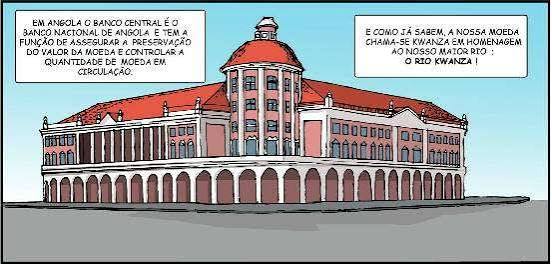 EM ANGOLA O BANCO CENTRAL É O
BANCO NACIONAL DE ANGOLA E TEM A
FUNÇÃO DE ASSEGURAR A PRESERVAÇÃO
DO VALOR DA MOEDA E CONTROLAR A
QUANTIDADE DE MOEDA EM
CIRCULAÇÃO.
E COMO JÁ SABEM, A NOSSA MOEDA
CHAMA-SE KWANZA EM HOMENAGEM
AO NOSSO MAIOR RIO :
O RIO KWANZA !